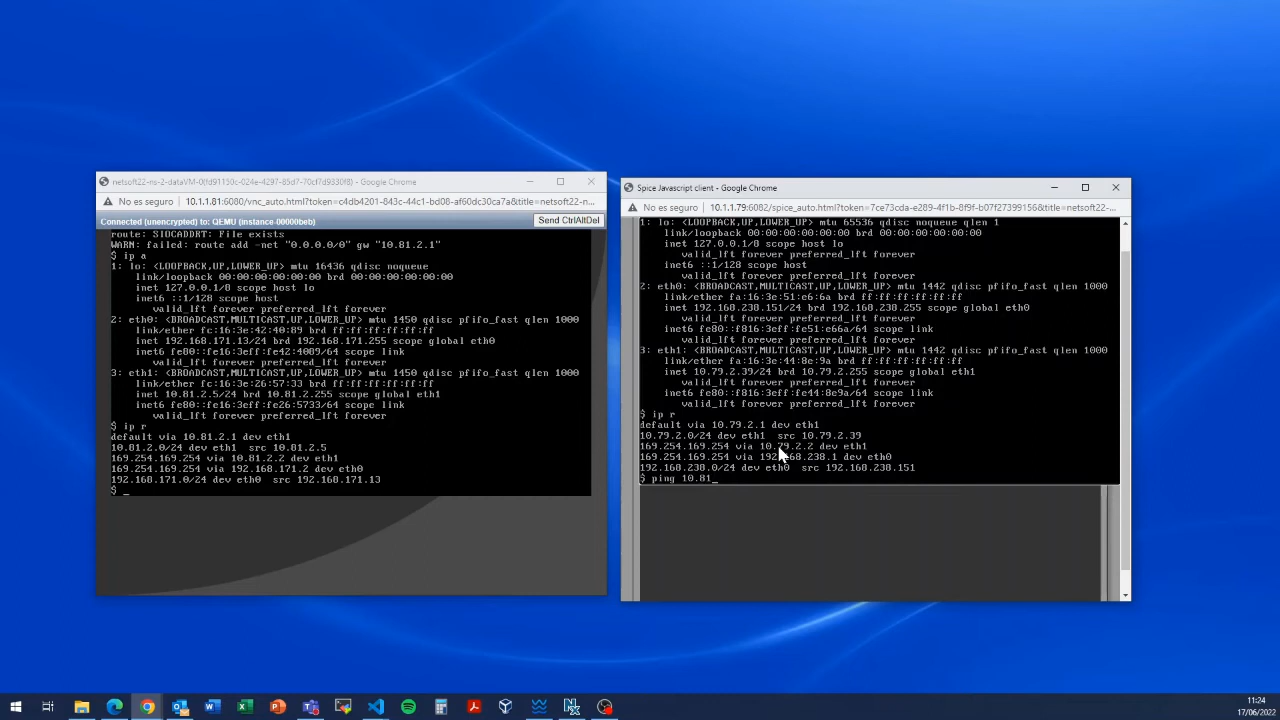 netsoft22-ns-2-dataVM-0(fd91150c-024e-4297-85d7-70cf7d9330f8) - Google Chrome
No es seguro | 10.1.1.81:6080/vnc_auto.html?token=c4db4201-843c-44c1-bd08-af60dc30ca7a&title=netsoft22-n...
Connected (unencrypted) to: QEMU (instance-00000beb)
Send CtrlAltDel
route: SIOCADDRT: File exists
WARN: failed: route add -net "0.0.0.0/0" gw "10.81.2.1"
$ ip a
1: lo: <LOOPBACK,UP,LOWER_UP> mtu 16436 qdisc noqueue
link/loopback 00:00:00:00:00:00 brd 00:00:00:00:00:00
inet 127.0.0.1/8 scope host lo
inet6 ::1/128 scope host
valid_lft forever preferred_lft forever
2: eth0: <BROADCAST,MULTICAST,UP,LOWER_UP> mtu 1450 qdisc pfifo_fast qlen 1000
link/ether fc:16:3e:42:40:89 brd ff:ff:ff:ff:ff:ff
inet 192.168.171.13/24 brd 192.168.171.255 scope global eth0
inet6 fe80::fe16:3eff:fe42:4089/64 scope link
valid_lft forever preferred_lft forever
3: eth1: <BROADCAST,MULTICAST,UP,LOWER_UP> mtu 1450 qdisc pfifo_fast qlen 1000
link/ether fc:16:3e:26:57:33 brd ff:ff:ff:ff:ff:ff
inet 10.81.2.5/24 brd 10.81.2.255 scope global eth1
inet6 fe80::fe16:3eff:fe26:5733/64 scope link
valid_lft forever preferred_lft forever
$ ip r
default via 10.81.2.1 dev eth1
10.81.2.0/24 dev eth1  src 10.81.2.5
169.254.169.254 via 10.81.2.2 dev eth1
169.254.169.254 via 192.168.171.2 dev eth0
192.168.171.0/24 dev eth0  src 192.168.171.13
$ _
Spice Javascript client - Google Chrome
No es seguro | 10.1.1.79:6082/spice_auto.html?token=7ce73cda-e289-4f1b-8f9f-b07f27399156&title=netsoft22-...
1: lo: <LOOPBACK,UP,LOWER_UP> mtu 65536 qdisc noqueue qlen 1
link/loopback 00:00:00:00:00:00 brd 00:00:00:00:00:00
inet 127.0.0.1/8 scope host lo
valid_lft forever preferred_lft forever
inet6 ::1/128 scope host
valid_lft forever preferred_lft forever
2: eth0: <BROADCAST,MULTICAST,UP,LOWER_UP> mtu 1442 qdisc pfifo_fast qlen 1000
link/ether fa:16:3e:51:e6:6a brd ff:ff:ff:ff:ff:ff
inet 192.168.238.151/24 brd 192.168.238.255 scope global eth0
valid_lft forever preferred_lft forever
inet6 fe80::f816:3eff:fe51:e66a/64 scope link
valid_lft forever preferred_lft forever
3: eth1: <BROADCAST,MULTICAST,UP,LOWER_UP> mtu 1442 qdisc pfifo_fast qlen 1000
link/ether fa:16:3e:44:8e:9a brd ff:ff:ff:ff:ff:ff
inet 10.79.2.39/24 brd 10.79.2.255 scope global eth1
valid_lft forever preferred_lft forever
inet6 fe80::f816:3eff:fe44:8e9a/64 scope link
valid_lft forever preferred_lft forever
$ ip r
default via 10.79.2.1 dev eth1
10.79.2.0/24 dev eth1  src 10.79.2.39
169.254.169.254 via 10.79.2.2 dev eth1
169.254.169.254 via 192.168.238.1 dev eth0
192.168.238.0/24 dev eth0  src 192.168.238.151
$ ping 10.81_
11:24
17/06/2022